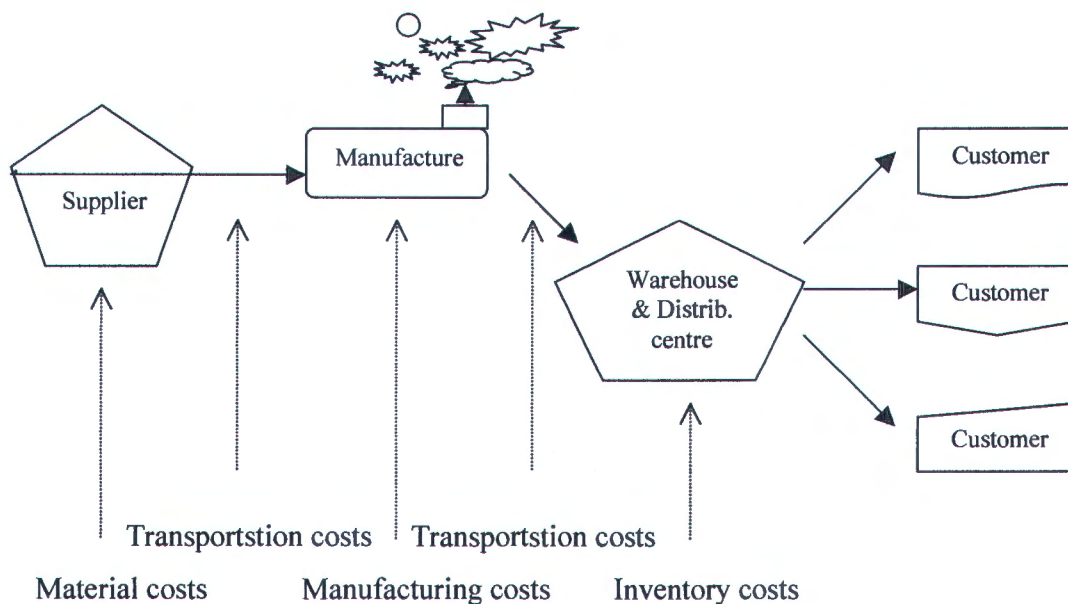 Supplier
Manufacture
Warehouse
& Distrib.
centre
Customer
Customer
Customer
Transportstion costs
Transportstion costs
Material costs
Manufacturing costs
Inventory costs